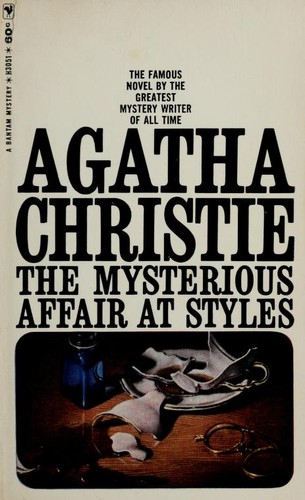 60¢
A BANTAM MYSTERY ★ H3051 ★
THE FAMOUS
NOVEL BY THE
GREATEST
MYSTERY WRITER
OF ALL TIME
AGATHA
CHRISTIE
THE MYSTERIOUS
AFFAIR AT STYLES